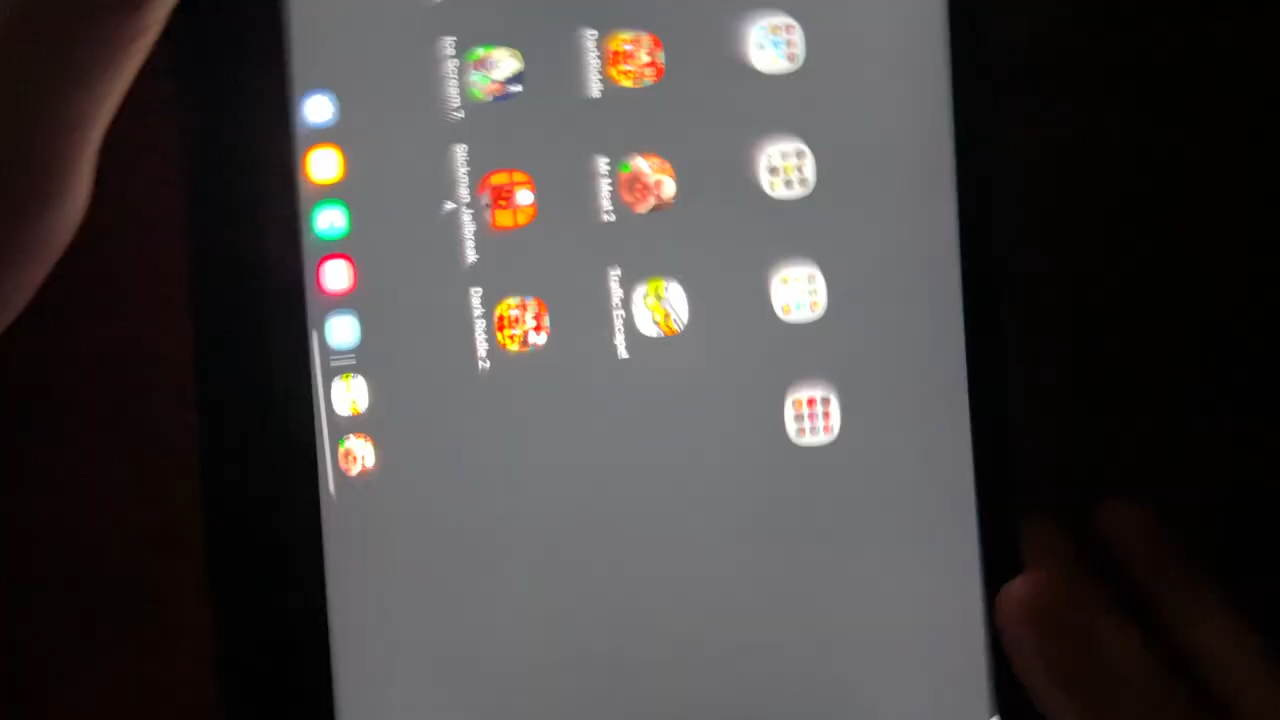 DarkRiddle
Mr Meat 2
Traffic Escape!
Ice Scream 7
Stickman Jailbreak
4
Dark Riddle 2